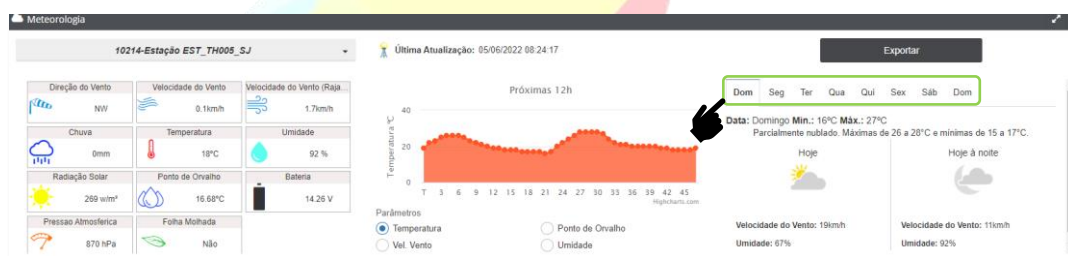 Meteorologia
10214-Estação EST_TH005_SJ
Última Atualização: 05/06/2022 08:24:17
Exportar
Direção do Vento
NW
Velocidade do Vento
0.1km/h
Velocidade do Vento (Raja...
1.7km/h
Chuva
0mm
Temperatura
18ºC
Umidade
92 %
Radiação Solar
269 w/m²
Ponto de Orvalho
16.68ºC
Bateria
14.26 V
Pressao Atmosferica
870 hPa
Folha Molhada
Não
Próximas 12h
Temperatura ºC
40
20
0
T 3 6 9 12 15 18 21 24 27 30 33 36 39 42 45
Highcharts.com
Parâmetros
Temperatura
Ponto de Orvalho
Vel. Vento
Umidade
Dom Seg Ter Qua Qui Sex Sáb Dom
Data: Domingo Min.: 16ºC Máx.: 27ºC
Parcialmente nublado. Máximas de 26 a 28°C e mínimas de 15 a 17°C.
Hoje
Velocidade do Vento: 19km/h
Umidade: 67%
Hoje à noite
Velocidade do Vento: 11km/h
Umidade: 92%